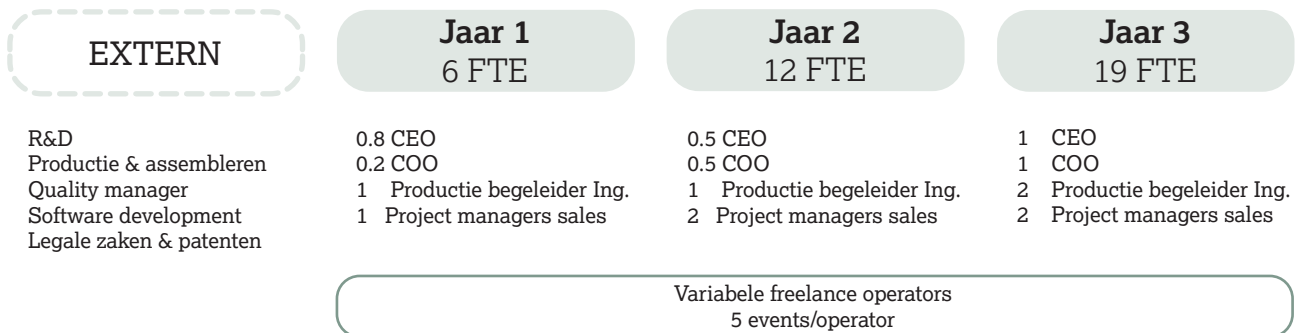 EXTERN
R&D
Productie & assembleren
Quality manager
Software development
Legale zaken & patenten
Jaar 1
6 FTE
0.8 CEO
0.2 COO
1 Productie begeleider Ing.
1 Project managers sales
Jaar 2
12 FTE
0.5 CEO
0.5 COO
1 Productie begeleider Ing.
2 Project managers sales
Jaar 3
19 FTE
1 CEO
1 COO
2 Productie begeleider Ing.
2 Project managers sales
Variabele freelance operators
5 events/operator